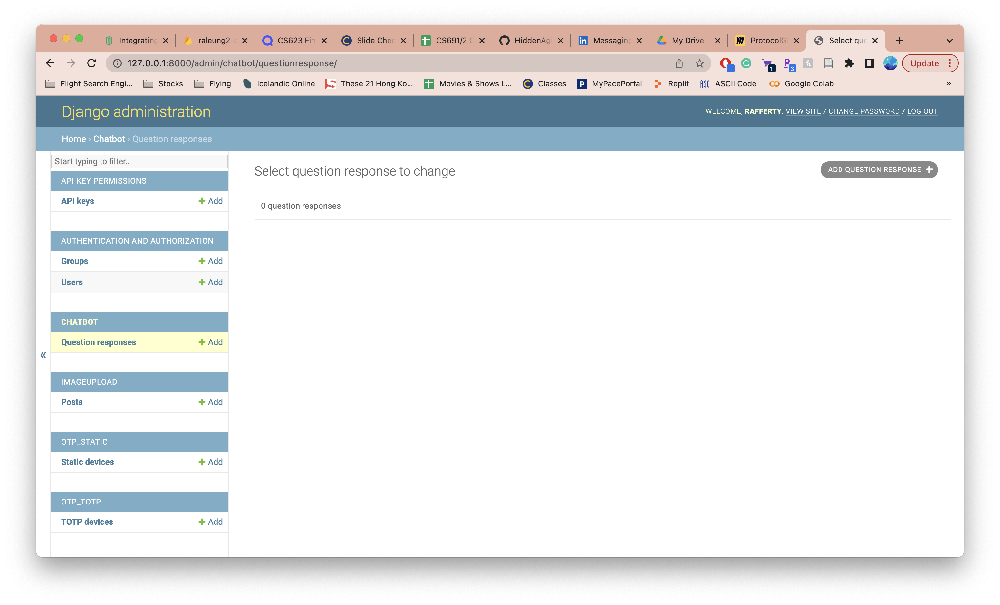 Integrating
raleung2-
CS623 Fin
Slide Chec
CS691/2 C
HiddenAgi
Messaging
My Drive -
ProtocolG
Select que
127.0.0.1:8000/admin/chatbot/questionresponse/
1
3
Update
Flight Search Engi...
Stocks
Flying
Icelandic Online
These 21 Hong Ko...
Movies & Shows L...
Classes
MyPacePortal
Replit
ASCII Code
Google Colab
»
Django administration
WELCOME, RAFFERTY. VIEW SITE / CHANGE PASSWORD / LOG OUT
Home › Chatbot › Question responses
Start typing to filter...
API KEY PERMISSIONS
API keys + Add
AUTHENTICATION AND AUTHORIZATION
Groups + Add
Users + Add
CHATBOT
Question responses + Add
«
IMAGEUPLOAD
Posts + Add
OTP_STATIC
Static devices + Add
OTP_TOTP
TOTP devices + Add
Select question response to change
ADD QUESTION RESPONSE +
0 question responses